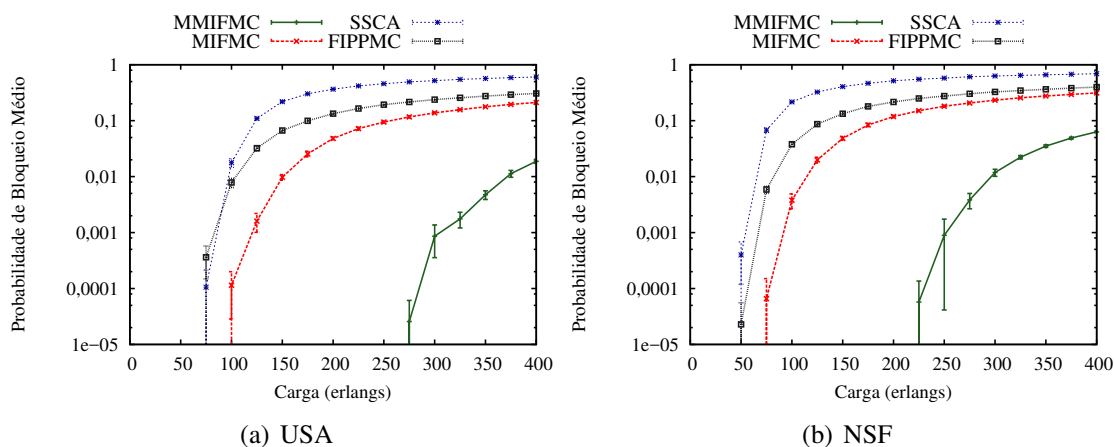 MMIFMC SSCA
MIFMC FIPPMC
Probabilidade de Bloqueio Médio
1
0,1
0,01
0,001
0,0001
1e-05
0 50 100 150 200 250 300 350 400
Carga (erlangs)
(a) USA
MMIFMC SSCA
MIFMC FIPPMC
Probabilidade de Bloqueio Médio
1
0,1
0,01
0,001
0,0001
1e-05
0 50 100 150 200 250 300 350 400
Carga (erlangs)
(b) NSF